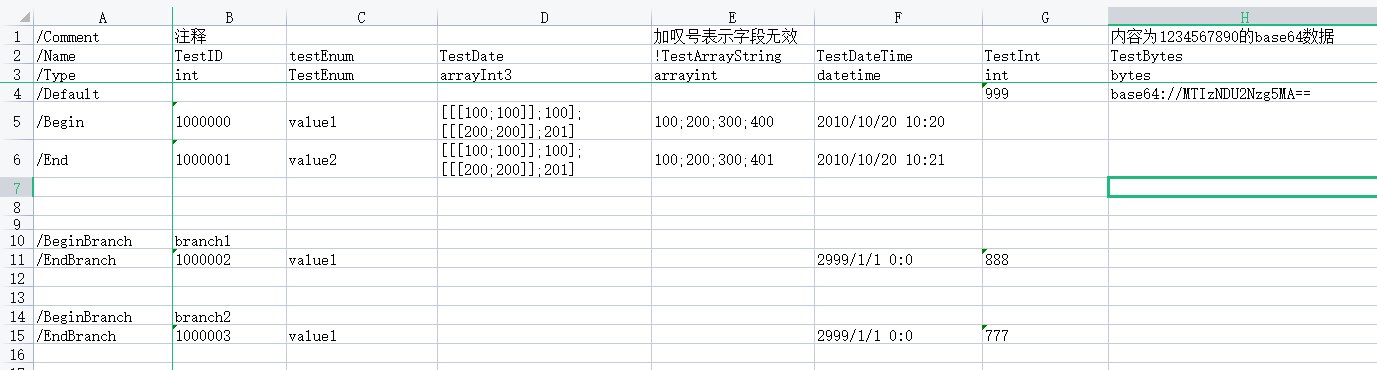 A B C D E F G H
1 /Comment 注释 加叹号表示字段无效 内容为1234567890的base64数据
2 /Name TestID testEnum TestDate !TestArrayString TestDateTime TestInt TestBytes
3 /Type int TestEnum arrayInt3 arrayint datetime int bytes
4 /Default 999 base64://MTIzNDU2Nzg5MA==
5 /Begin 1000000 value1 [[[100;100]];100]; 100;200;300;400 2010/10/20 10:20
[[[200;200]];201]
6 /End 1000001 value2 [[[100;100]];100]; 100;200;300;401 2010/10/20 10:21
[[[200;200]];201]
7
8
9
10 /BeginBranch branch1
11 /EndBranch 1000002 value1 2999/1/1 0:0 888
12
13
14 /BeginBranch branch2
15 /EndBranch 1000003 value1 2999/1/1 0:0 777
16